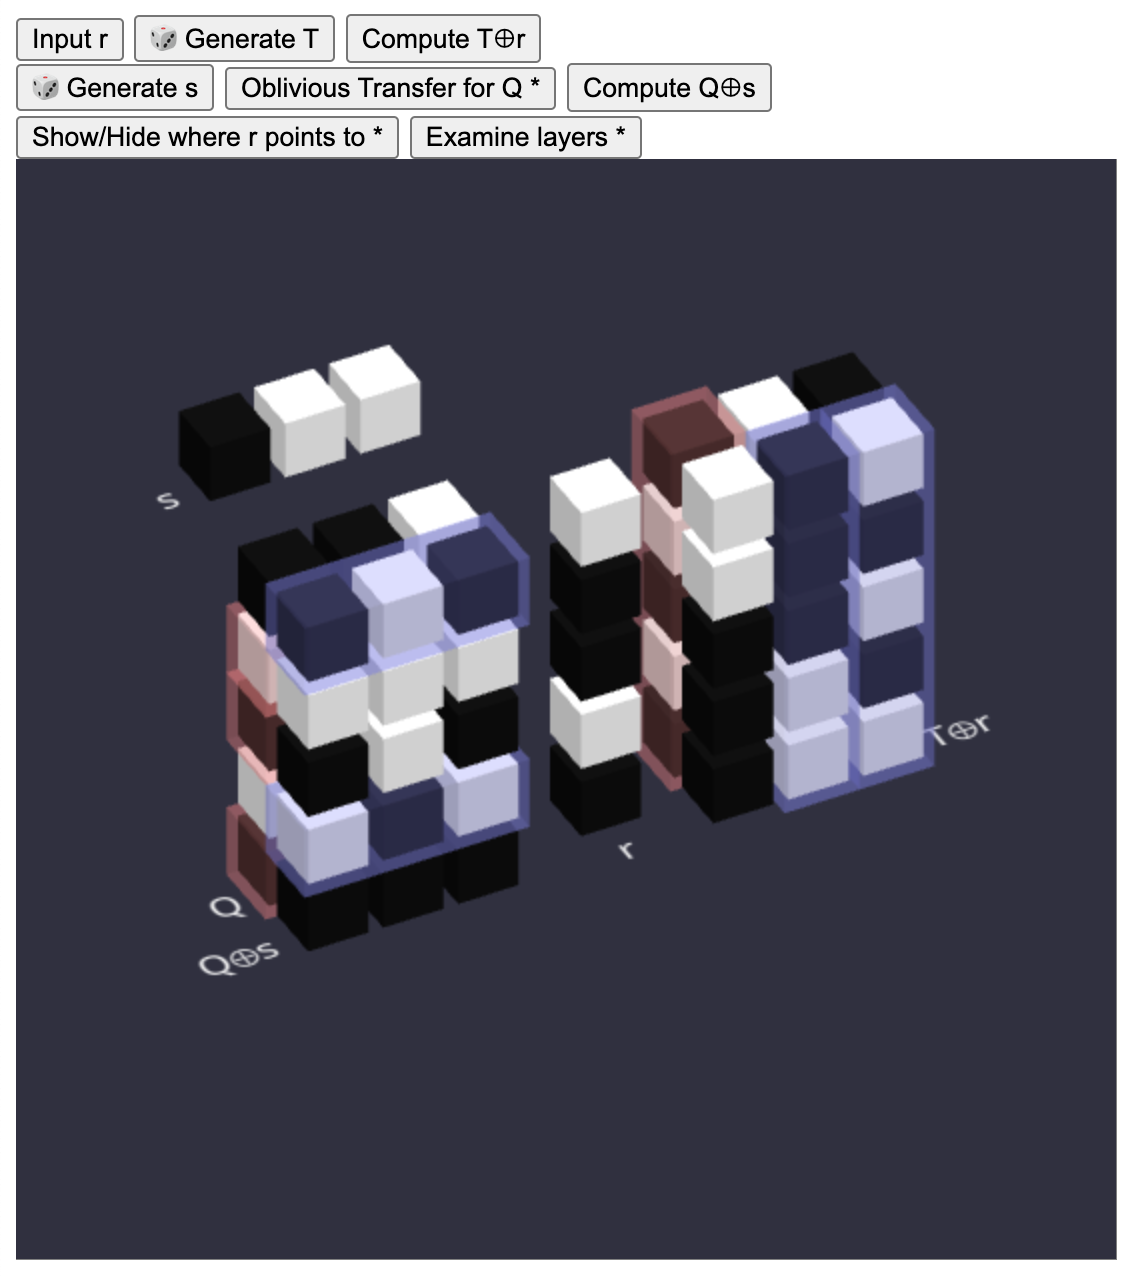 Input r 🎲 Generate T Compute T⊕r
🎲 Generate s Oblivious Transfer for Q * Compute Q⊕s
Show/Hide where r points to * Examine layers *
s
T⊕r
r
Q
Q⊕s